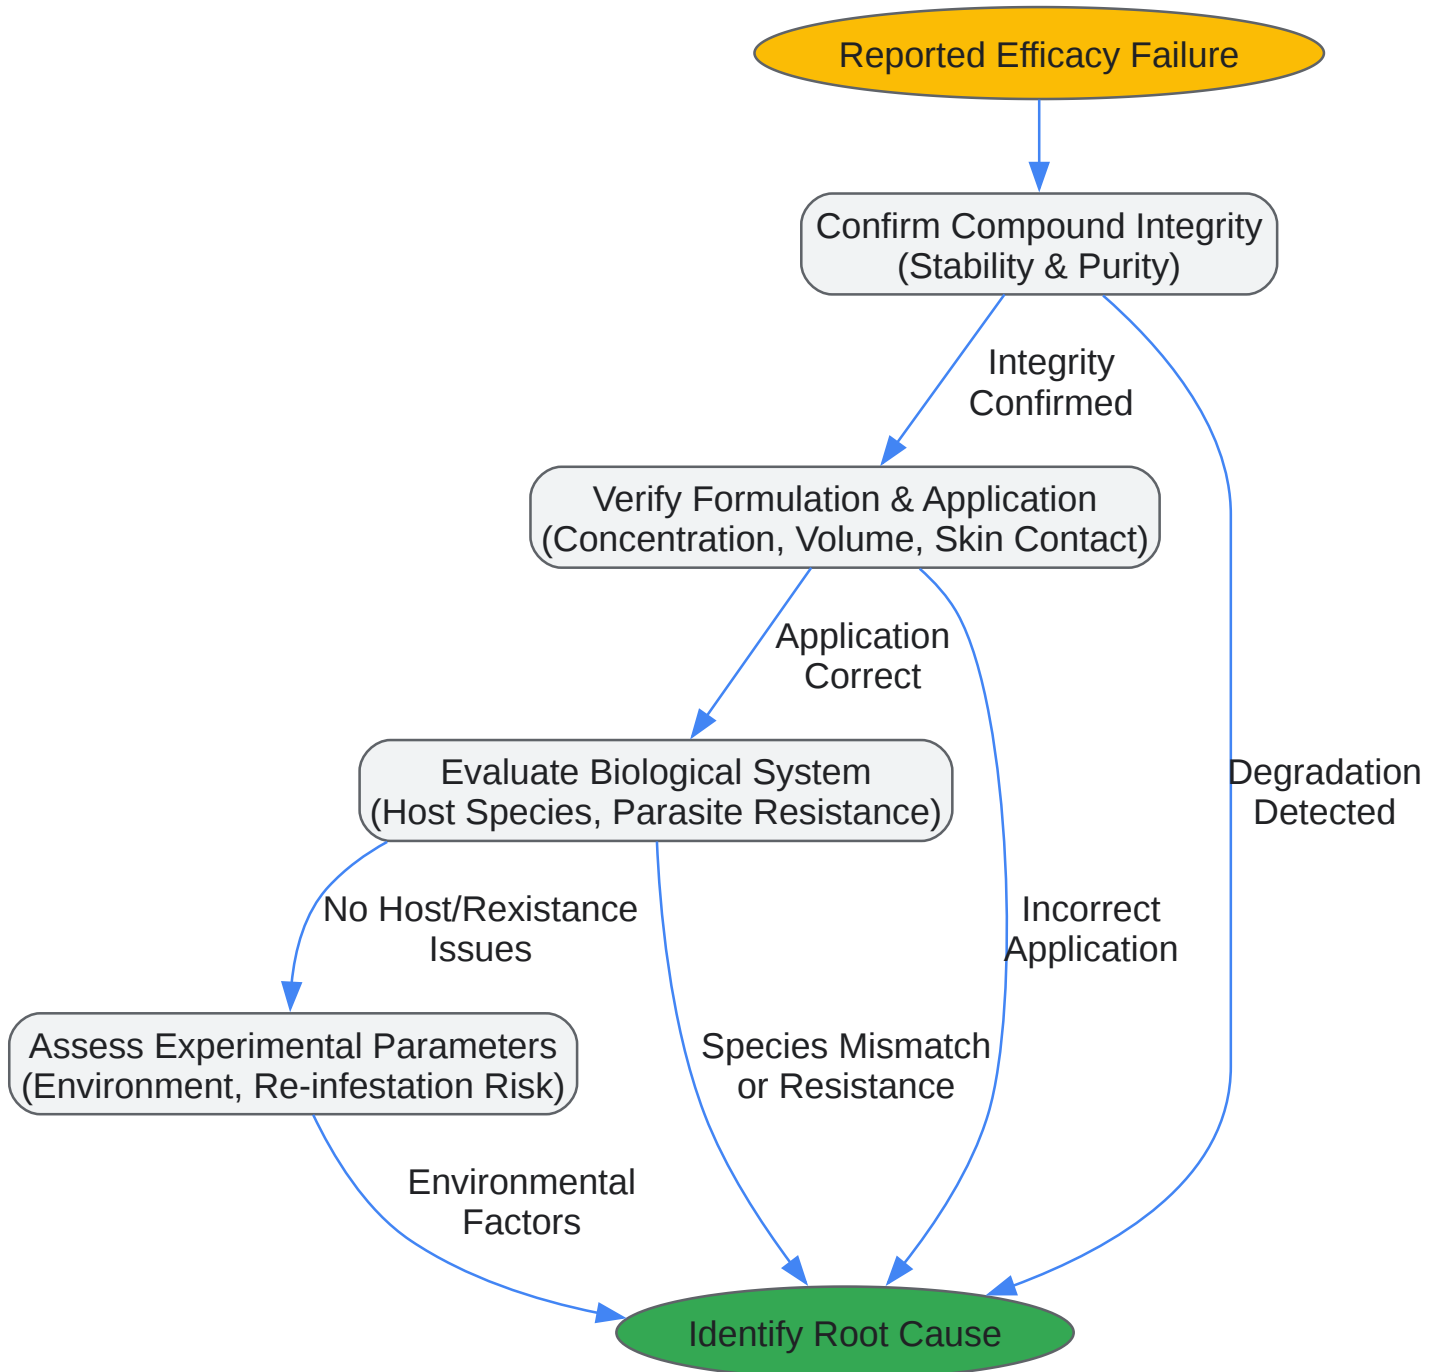 Reported Efficacy Failure
Confirm Compound Integrity
(Stability & Purity)
Integrity
Confirmed
Verify Formulation & Application
(Concentration, Volume, Skin Contact)
Application
Correct
Evaluate Biological System
(Host Species, Parasite Resistance)
Degradation
Detected
No Host/Rexistance
Issues
Incorrect
Application
Assess Experimental Parameters
(Environment, Re-infestation Risk)
Species Mismatch
or Resistance
Environmental
Factors
Identify Root Cause